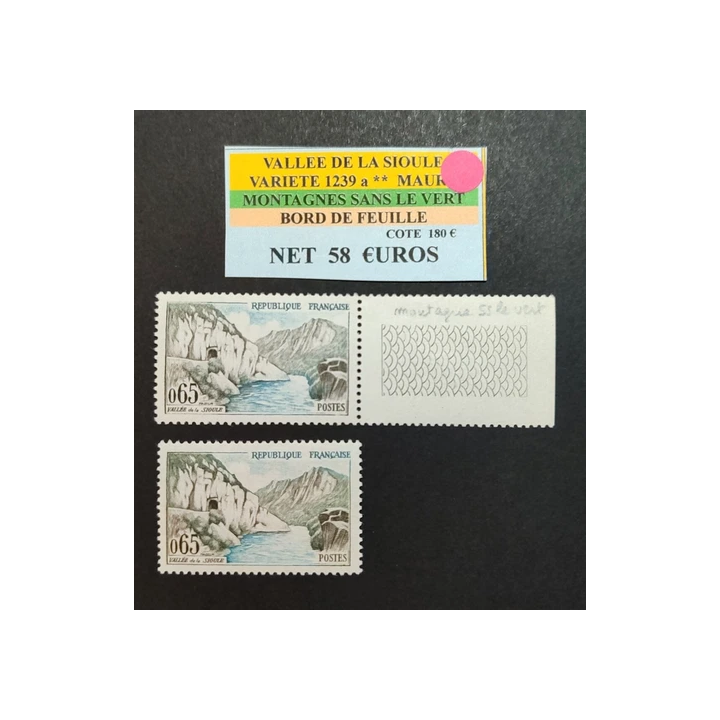 VALLEE DE LA SIOULE
VARIETE 1239 a ** MAUR
MONTAGNES SANS LE VERT
BORD DE FEUILLE
COTE 180 €
NET 58 €UROS
REPUBLIQUE FRANÇAISE
montagne ss le vert
0,65
VALLÉE de la SIOULE
POSTES
REPUBLIQUE FRANÇAISE
0,65
VALLÉE de la SIOULE
POSTES